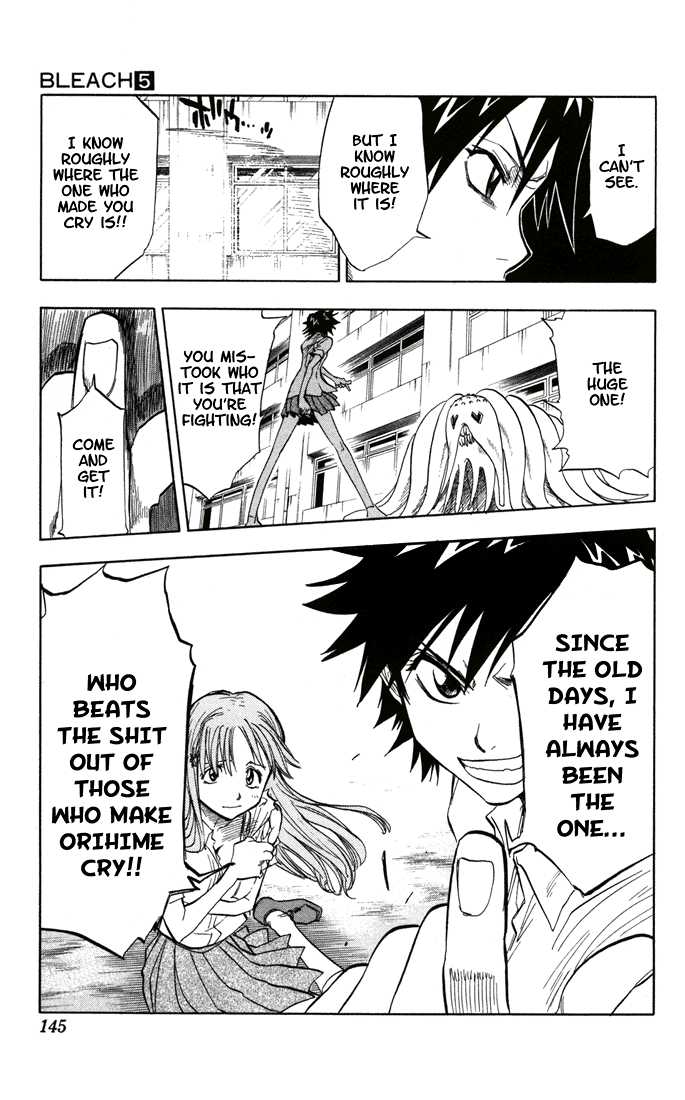 BLEACH 5
I
CAN'T
SEE.
BUT I
KNOW
ROUGHLY
WHERE
IT IS!
I KNOW
ROUGHLY
WHERE THE
ONE WHO
MADE YOU
CRY IS!!
THE
HUGE
ONE!
YOU MIS-
TOOK WHO
IT IS THAT
YOU'RE
FIGHTING!
COME
AND
GET
IT!
SINCE
THE OLD
DAYS, I
HAVE
ALWAYS
BEEN
THE
ONE...
WHO
BEATS
THE SHIT
OUT OF
THOSE
WHO MAKE
ORIHIME
CRY!!
145